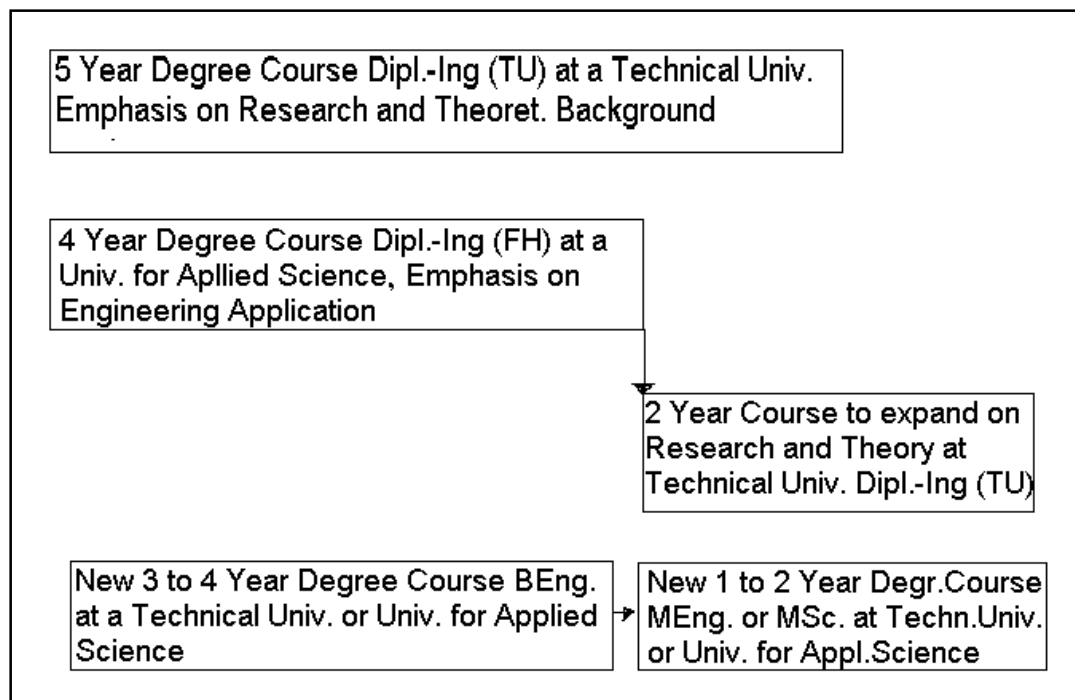 5 Year Degree Course Dipl.-Ing (TU) at a Technical Univ.
Emphasis on Research and Theoret. Background
4 Year Degree Course Dipl.-Ing (FH) at a
Univ. for Apllied Science, Emphasis on
Engineering Application
2 Year Course to expand on
Research and Theory at
Technical Univ. Dipl.-Ing (TU)
New 3 to 4 Year Degree Course BEng.
at a Technical Univ. or Univ. for Applied
Science
New 1 to 2 Year Degr.Course
MEng. or MSc. at Techn.Univ.
or Univ. for Appl.Science